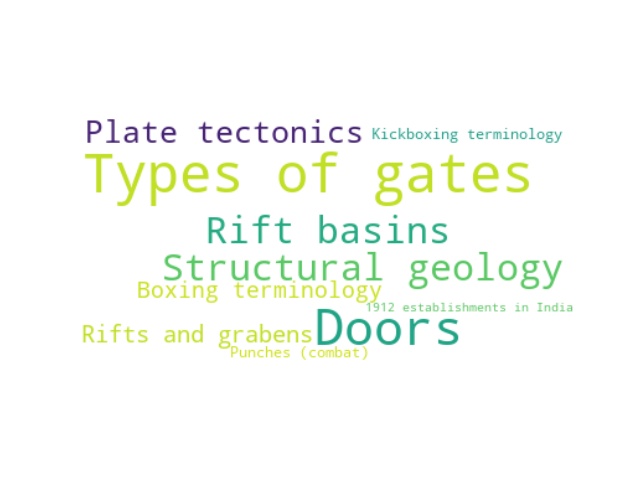 Plate tectonics
Kickboxing terminology
Types of gates
Rift basins
Structural geology
Boxing terminology
1912 establishments in India
Rifts and grabens
Doors
Punches (combat)